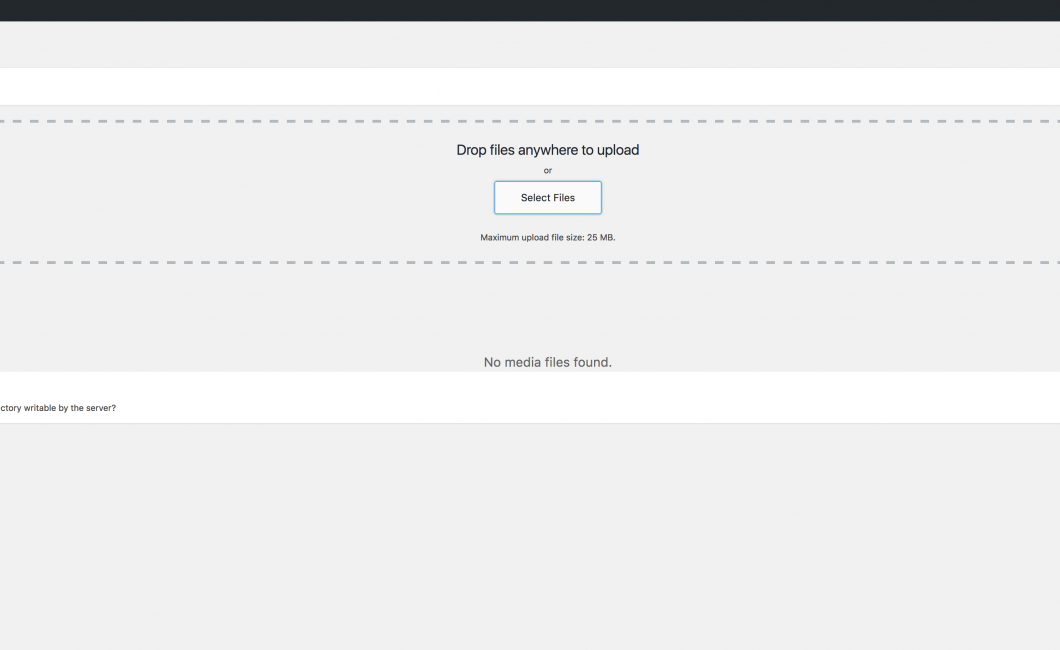 Drop files anywhere to upload
or
Select Files
Maximum upload file size: 25 MB.
No media files found.
ctory writable by the server?